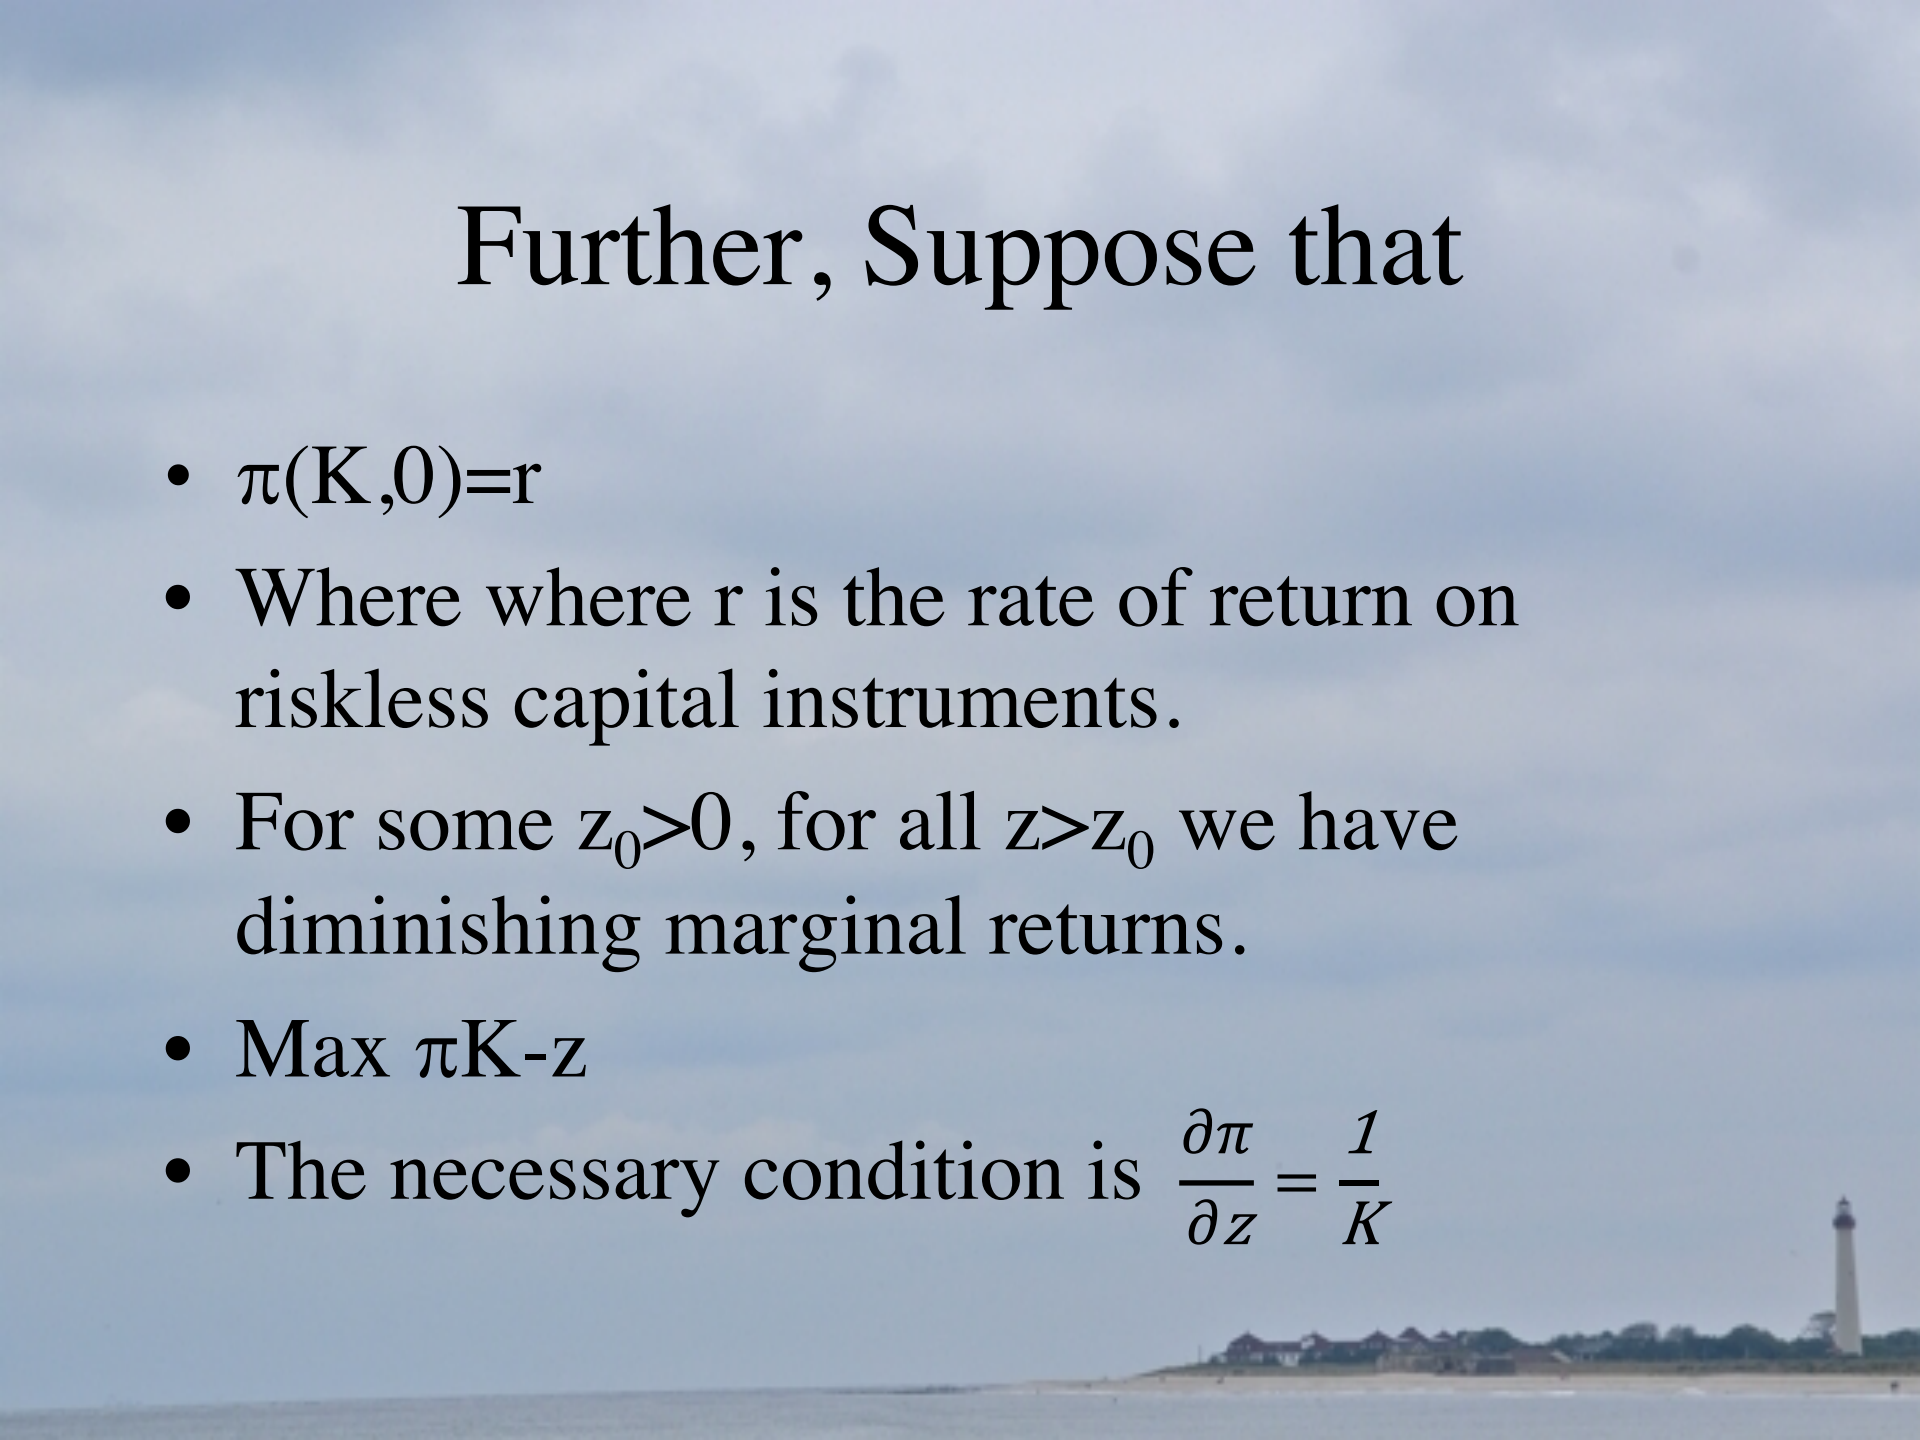 Further, Suppose that
• π(K,0)=r
• Where where r is the rate of return on
riskless capital instruments.
• For some z₀>0, for all z>z₀ we have
diminishing marginal returns.
• Max πK-z
• The necessary condition is ∂π/∂z = 1/K